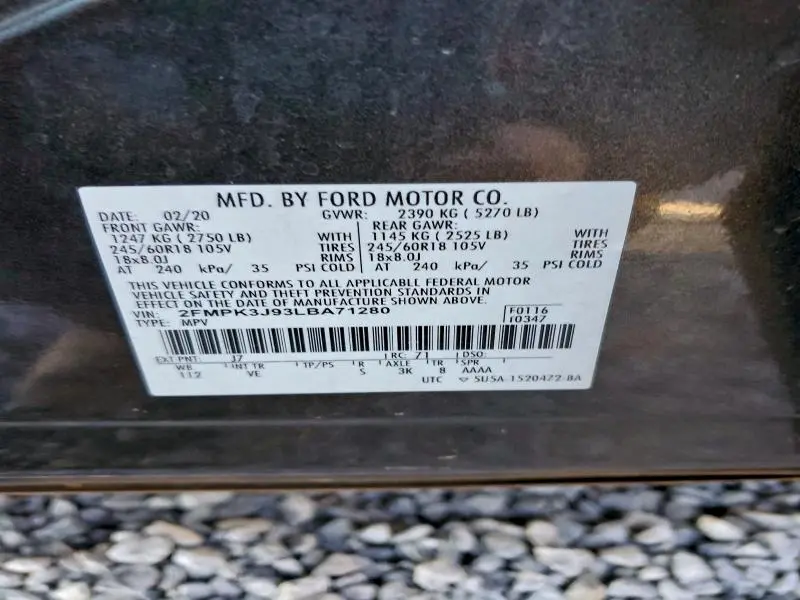 MFD. BY FORD MOTOR CO.
DATE: 02/20 GVWR: 2390 KG ( 5270 LB)
FRONT GAWR: REAR GAWR:
1247 KG ( 2750 LB) WITH 1145 KG ( 2525 LB) WITH
245/60R18 105V TIRES 245/60R18 105V TIRES
18x8.0J RIMS 18x8.0J RIMS
AT 240 kPa/ 35 PSI COLD AT 240 kPa/ 35 PSI COLD
THIS VEHICLE CONFORMS TO ALL APPLICABLE FEDERAL MOTOR
VEHICLE SAFETY AND THEFT PREVENTION STANDARDS IN
EFFECT ON THE DATE OF MANUFACTURE SHOWN ABOVE.
VIN: 2FMPK3J93LBA71280 F0116
TYPE: MPV T0347
EXT PNT: J7 RC: 71 DSO:
WB INT TR TP/PS R AXLE TR SPR
112 VE S 3K 8 AAAA
UTC ▽ 5U5A-1520472-BA